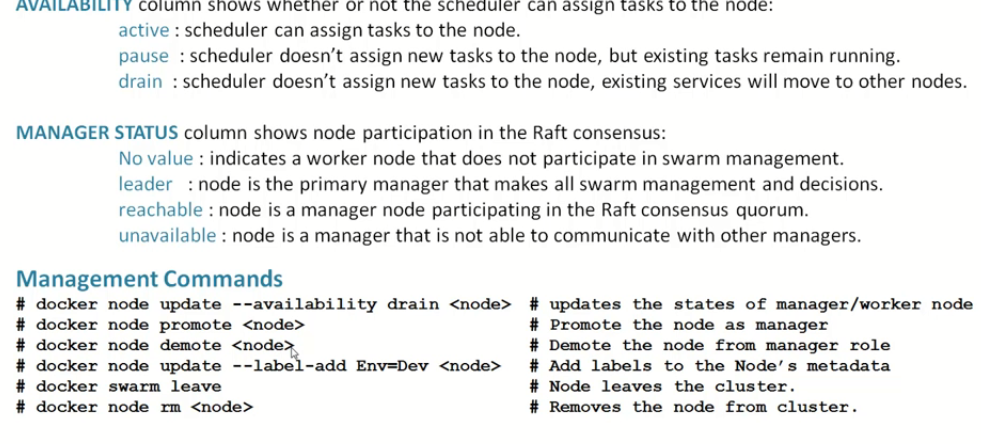 AVAILABILITY column shows whether or not the scheduler can assign tasks to the node:
active : scheduler can assign tasks to the node.
pause : scheduler doesn’t assign new tasks to the node, but existing tasks remain running.
drain : scheduler doesn’t assign new tasks to the node, existing services will move to other nodes.
MANAGER STATUS column shows node participation in the Raft consensus:
No value : indicates a worker node that does not participate in swarm management.
leader : node is the primary manager that makes all swarm management and decisions.
reachable : node is a manager node participating in the Raft consensus quorum.
unavailable : node is a manager that is not able to communicate with other managers.
Management Commands
# docker node update --availability drain <node> # updates the states of manager/worker node
# docker node promote <node> # Promote the node as manager
# docker node demote <node> # Demote the node from manager role
# docker node update --label-add Env=Dev <node> # Add labels to the Node’s metadata
# docker swarm leave # Node leaves the cluster.
# docker node rm <node> # Removes the node from cluster.